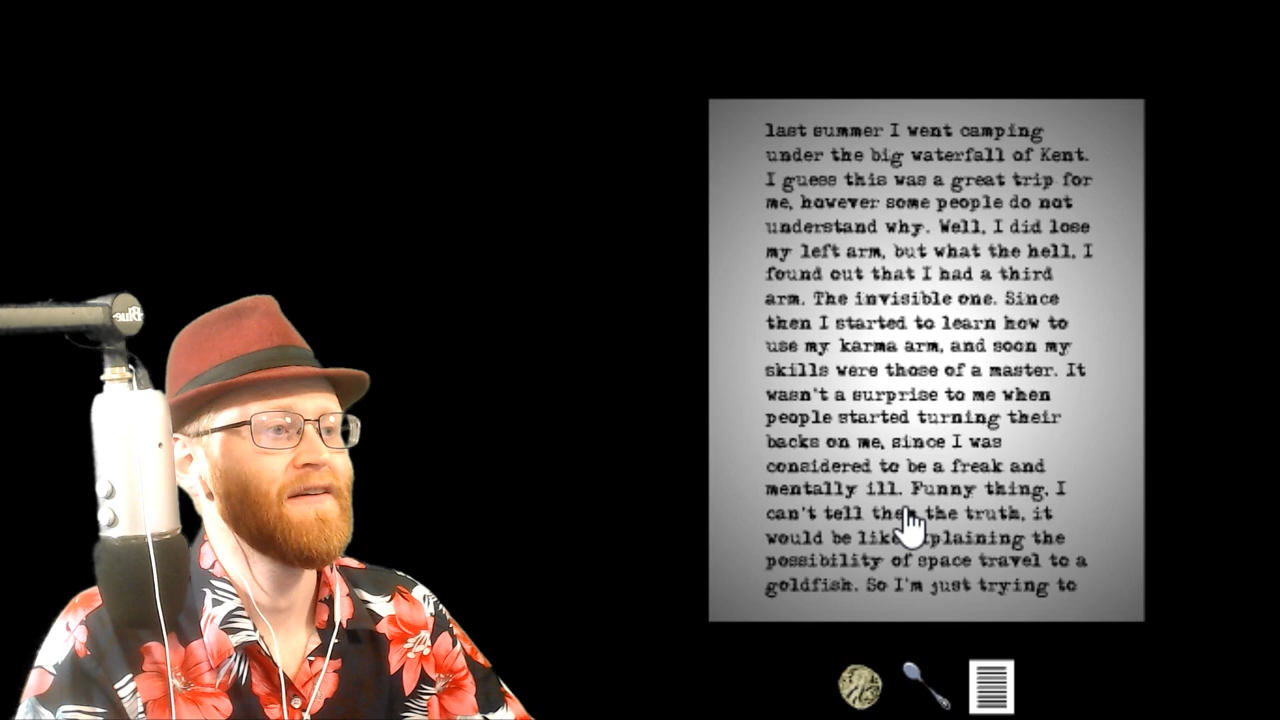 last summer I went camping
under the big waterfall of Kent.
I guess this was a great trip for
me, however some people do not
understand why. Well, I did lose
my left arm, but what the hell, I
found out that I had a third
arm. The invisible one. Since
then I started to learn how to
use my karma arm, and soon my
skills were those of a master. It
wasn't a surprise to me when
people started turning their
backs on me, since I was
considered to be a freak and
mentally ill. Funny thing, I
can't tell them the truth, it
would be like explaining the
possibility of space travel to a
goldfish. So I'm just trying to
Blue